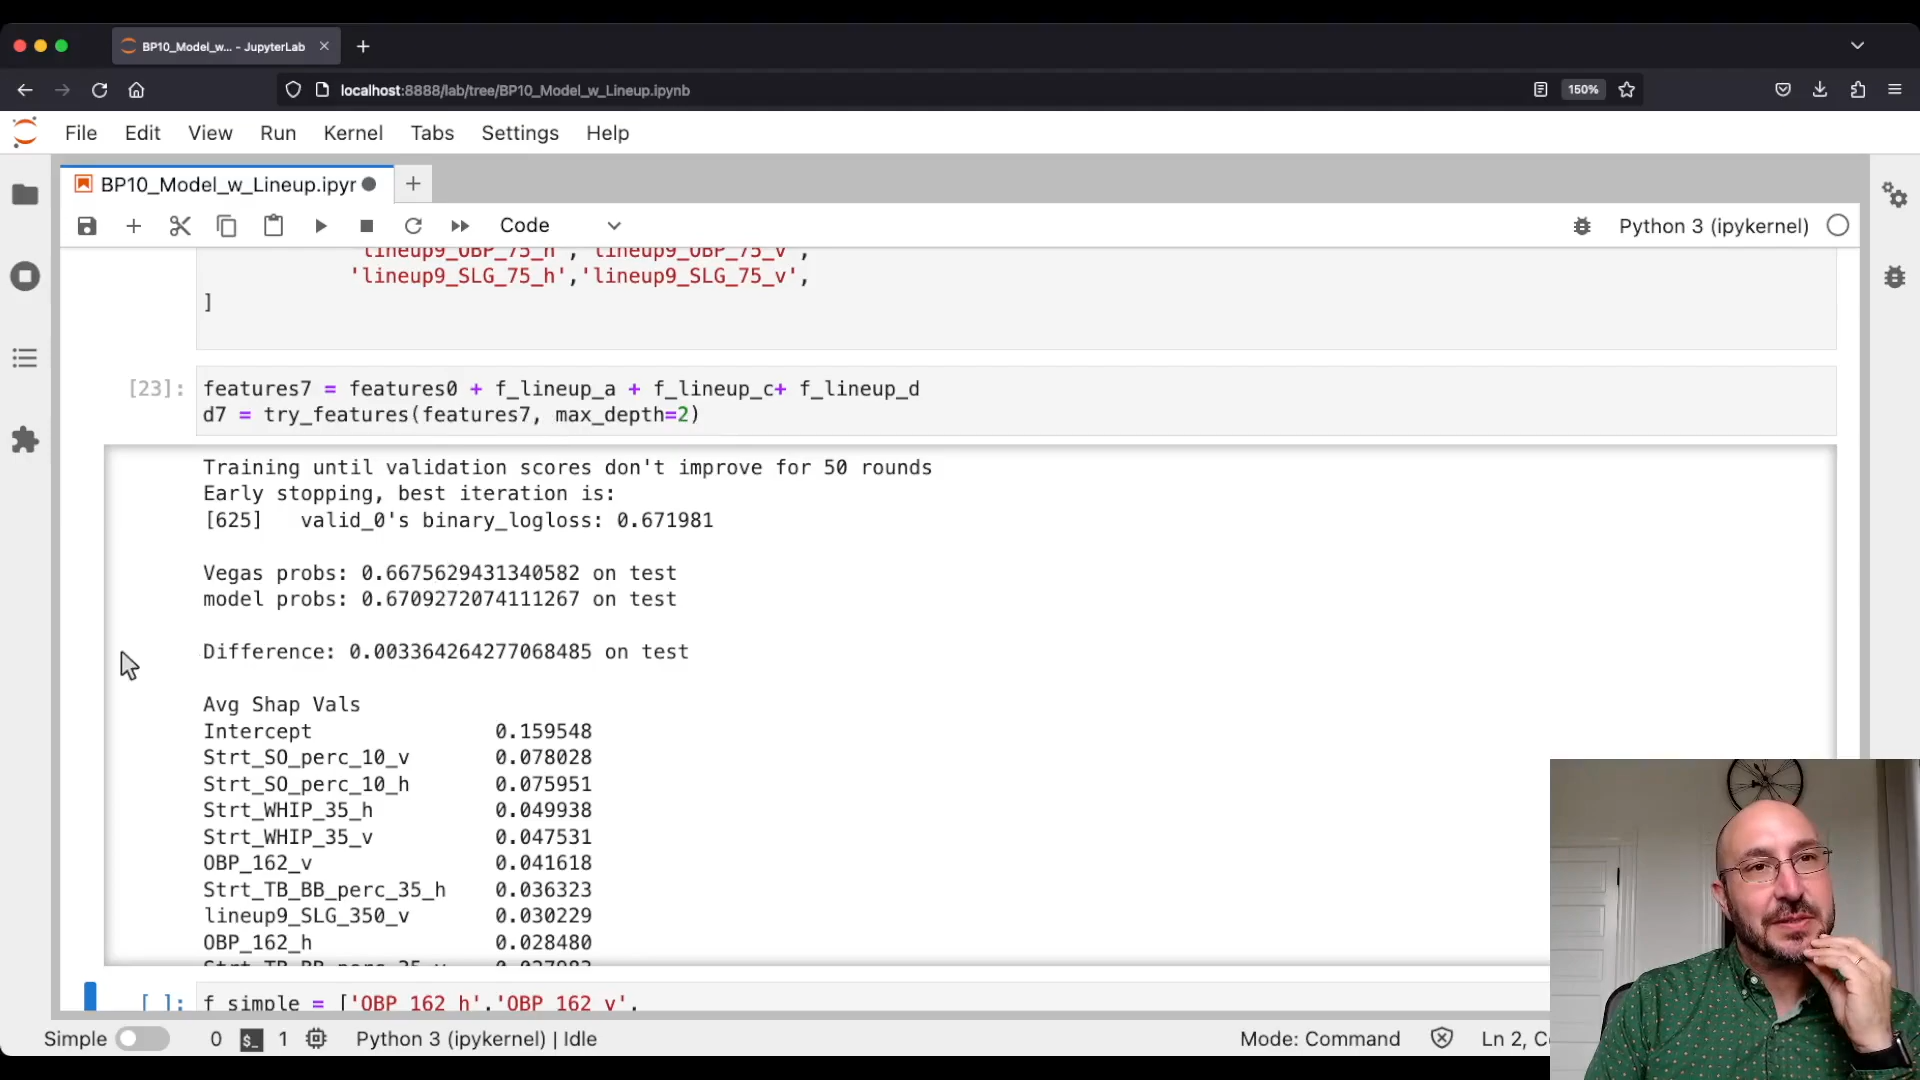 BP10_Model_w... - JupyterLab
localhost:8888/lab/tree/BP10_Model_w_Lineup.ipynb
150%
File Edit View Run Kernel Tabs Settings Help
BP10_Model_w_Lineup.ipyr
Code
Python 3 (ipykernel)
'lineup9_OBP_75_h', 'lineup9_OBP_75_v',
'lineup9_SLG_75_h','lineup9_SLG_75_v',
]
[23]: features7 = features0 + f_lineup_a + f_lineup_c+ f_lineup_d
d7 = try_features(features7, max_depth=2)
Training until validation scores don't improve for 50 rounds
Early stopping, best iteration is:
[625] valid_0's binary_logloss: 0.671981
Vegas probs: 0.6675629431340582 on test
model probs: 0.6709272074111267 on test
Difference: 0.003364264277068485 on test
Avg Shap Vals
Intercept 0.159548
Strt_SO_perc_10_v 0.078028
Strt_SO_perc_10_h 0.075951
Strt_WHIP_35_h 0.049938
Strt_WHIP_35_v 0.047531
OBP_162_v 0.041618
Strt_TB_BB_perc_35_h 0.036323
lineup9_SLG_350_v 0.030229
OBP_162_h 0.028480
[ ]: f_simple = ['OBP_162_h','OBP_162_v',
Simple 0 $_ 1 Python 3 (ipykernel) | Idle Mode: Command Ln 2,